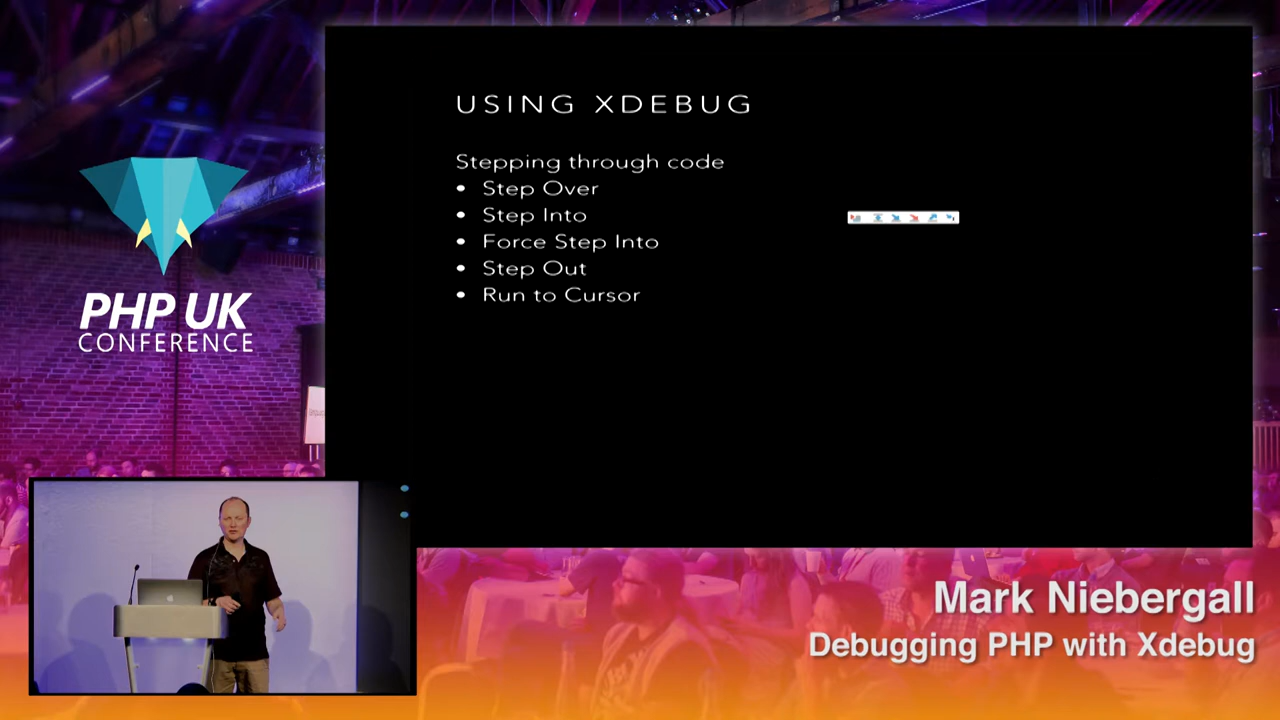 USING XDEBUG
Stepping through code
• Step Over
• Step Into
• Force Step Into
• Step Out
• Run to Cursor
PHP UK
CONFERENCE
Mark Niebergall
Debugging PHP with Xdebug